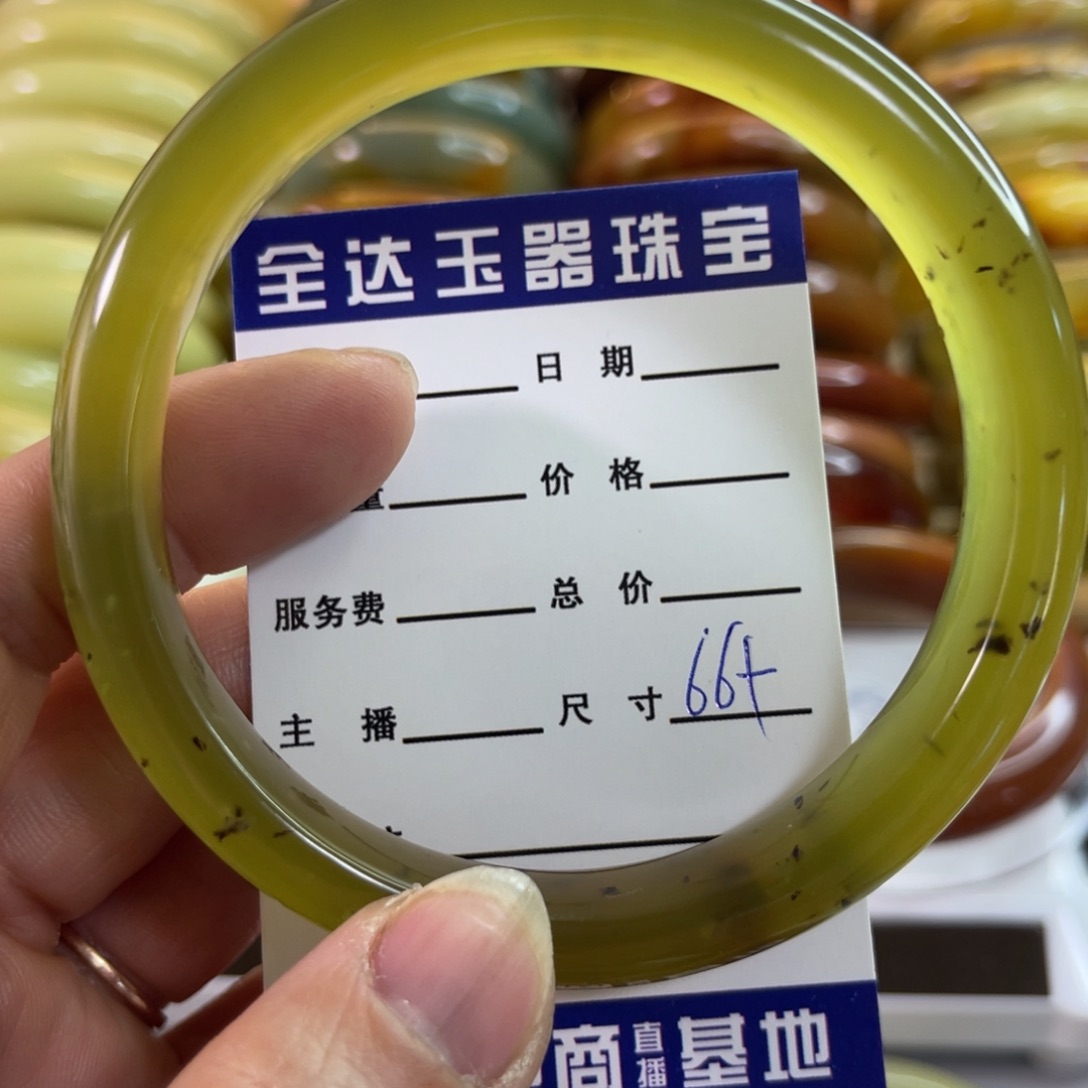 全达玉器珠宝
日 期
量 价 格
服务费 总 价
主 播 尺 寸 66+
商 直播 基地